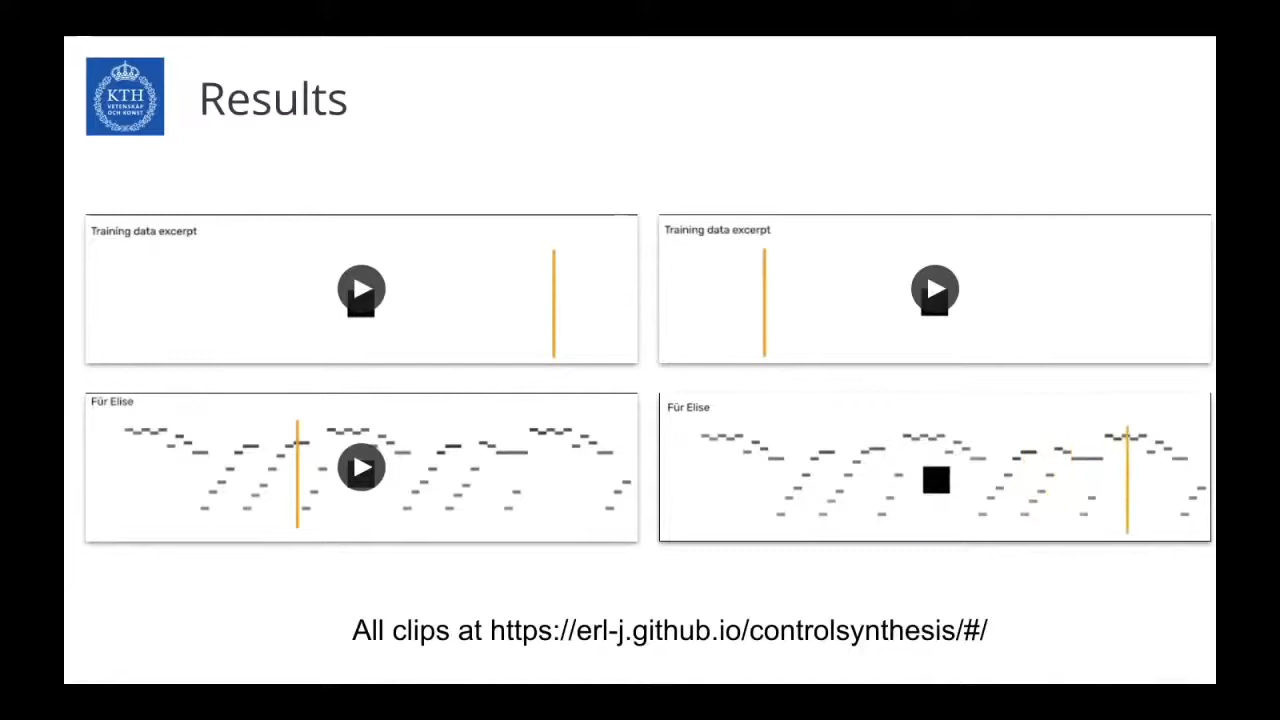 KTH
VETENSKAP
OCH KONST
Results
Training data excerpt
Training data excerpt
Für Elise
Für Elise
All clips at https://erl-j.github.io/controlsynthesis/#/